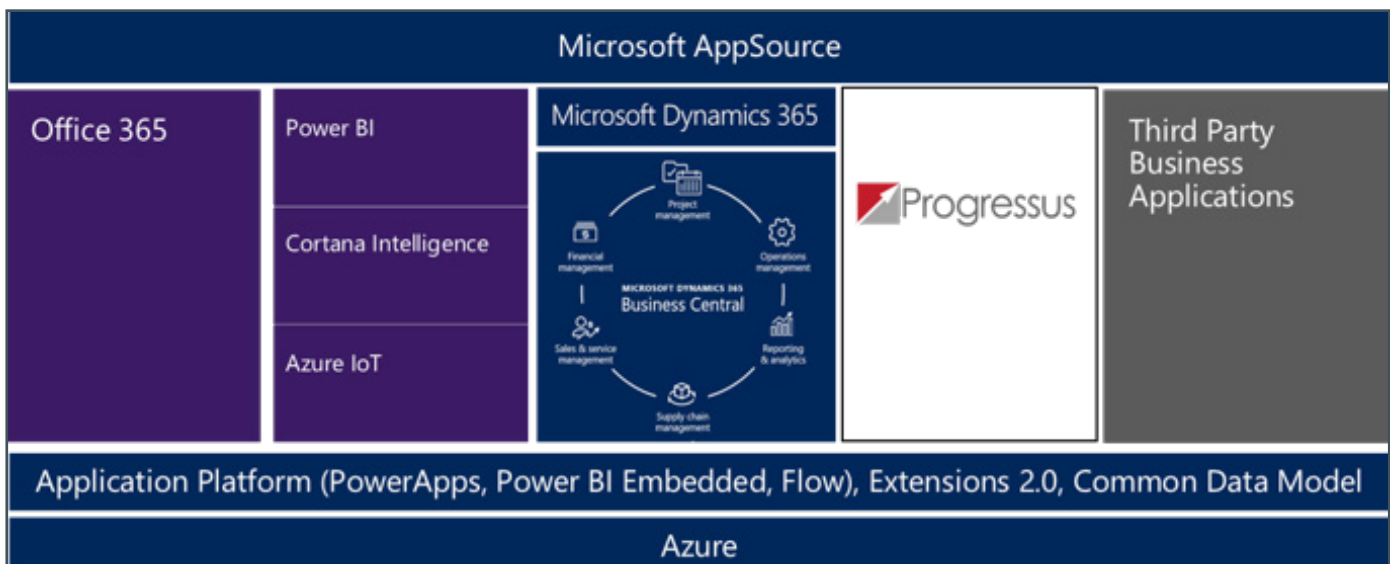 Microsoft AppSource
Office 365
Power BI
Cortana Intelligence
Azure IoT
Microsoft Dynamics 365
Project
management
Financial
management
Operations
management
MICROSOFT DYNAMICS 365
Business Central
Sales & service
management
Reporting
& analytics
Supply chain
management
Progressus
Third Party
Business
Applications
Application Platform (PowerApps, Power BI Embedded, Flow), Extensions 2.0, Common Data Model
Azure